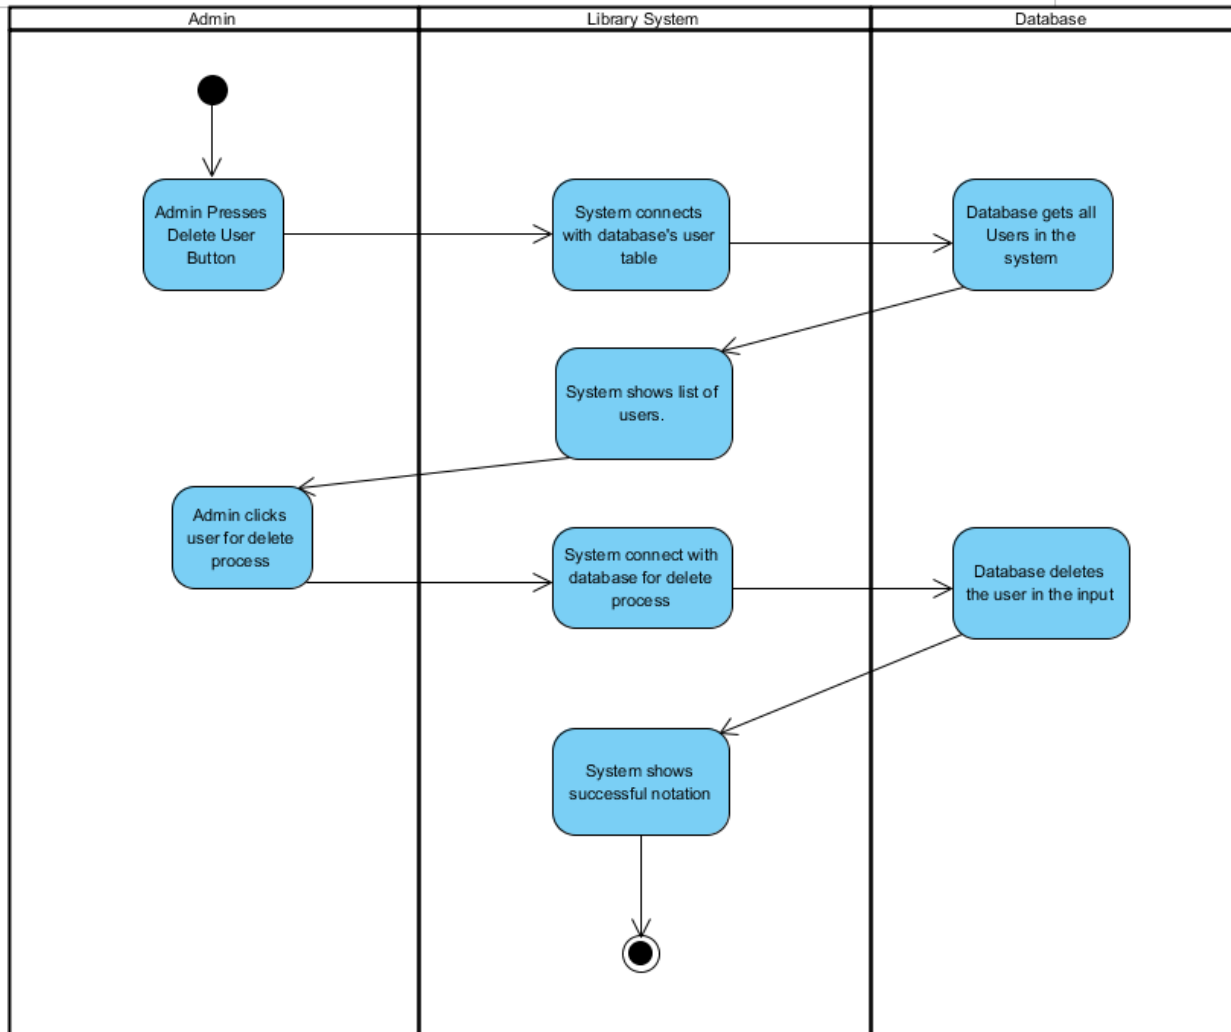 Admin
Library System
Database
Admin Presses
Delete User
Button
System connects
with database's user
table
Database gets all
Users in the
system
System shows list of
users.
Admin clicks
user for delete
process
System connect with
database for delete
process
Database deletes
the user in the input
System shows
successful notation